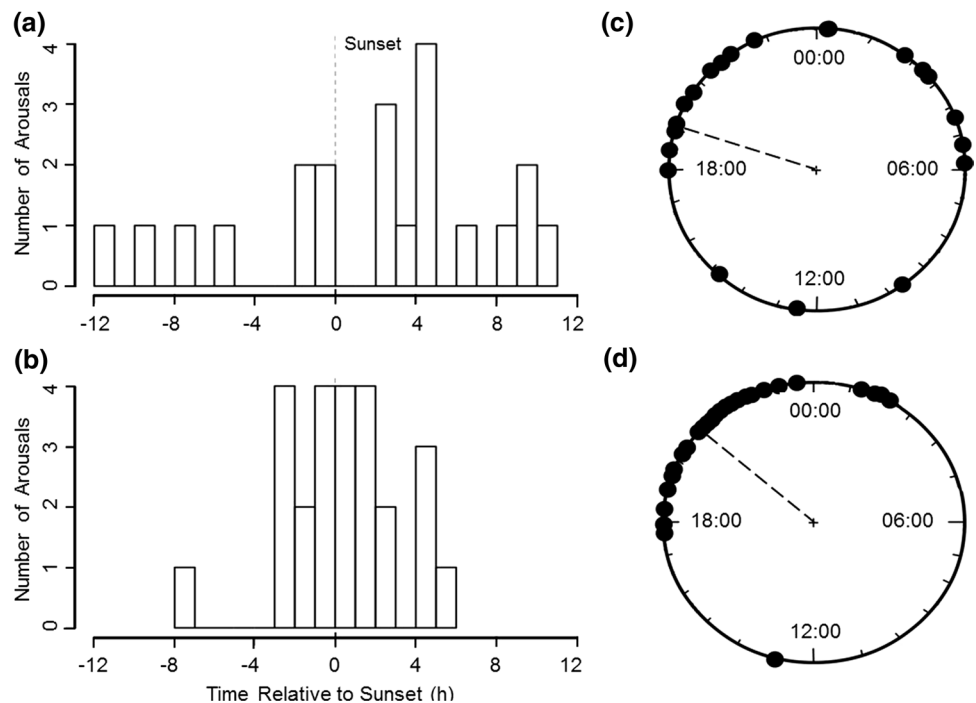 (a)
Sunset
Number of Arousals
4
3
2
1
0
-12 -8 -4 0 4 8 12
(b)
Number of Arousals
4
3
2
1
0
-12 -8 -4 0 4 8 12
Time Relative to Sunset (h)
(c)
00:00
18:00 06:00
12:00
(d)
00:00
18:00 06:00
12:00